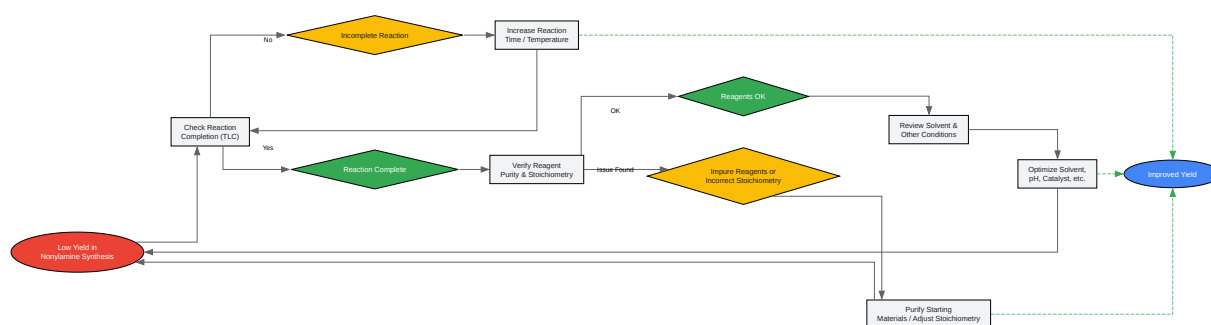 No
Incomplete Reaction
Increase Reaction
Time / Temperature
Reagents OK
OK
Check Reaction
Completion (TLC)
Review Solvent &
Other Conditions
Yes
Reaction Complete
Verify Reagent
Purity & Stoichiometry
Issue Found
Impure Reagents or
Incorrect Stoichiometry
Optimize Solvent,
pH, Catalyst, etc.
Improved Yield
Low Yield in
Nonylamine Synthesis
Purify Starting
Materials / Adjust Stoichiometry